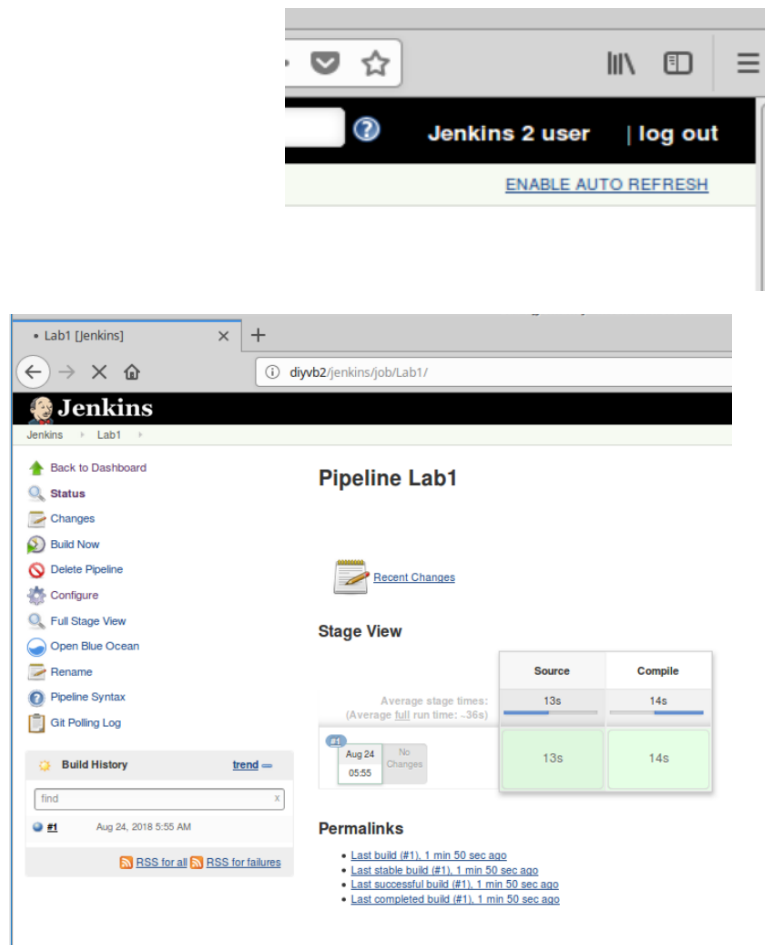 Jenkins 2 user | log out
ENABLE AUTO REFRESH
• Lab1 [Jenkins]
diyvb2/jenkins/job/Lab1/
Jenkins
Jenkins Lab1
Back to Dashboard
Status
Changes
Build Now
Delete Pipeline
Configure
Full Stage View
Open Blue Ocean
Rename
Pipeline Syntax
Git Polling Log
Build History trend
find x
#1 Aug 24, 2018 5:55 AM
RSS for all RSS for failures
Pipeline Lab1
Recent Changes
Stage View
Source Compile
Average stage times: 13s 14s
(Average full run time: ~36s)
#1
Aug 24 No
Changes
05:55
13s 14s
Permalinks
• Last build (#1), 1 min 50 sec ago
• Last stable build (#1), 1 min 50 sec ago
• Last successful build (#1), 1 min 50 sec ago
• Last completed build (#1), 1 min 50 sec ago